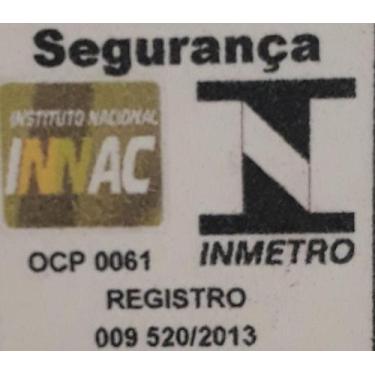 Segurança
INSTITUTO NACIONAL
INNAC
OCP 0061
INMETRO
REGISTRO
009 520/2013